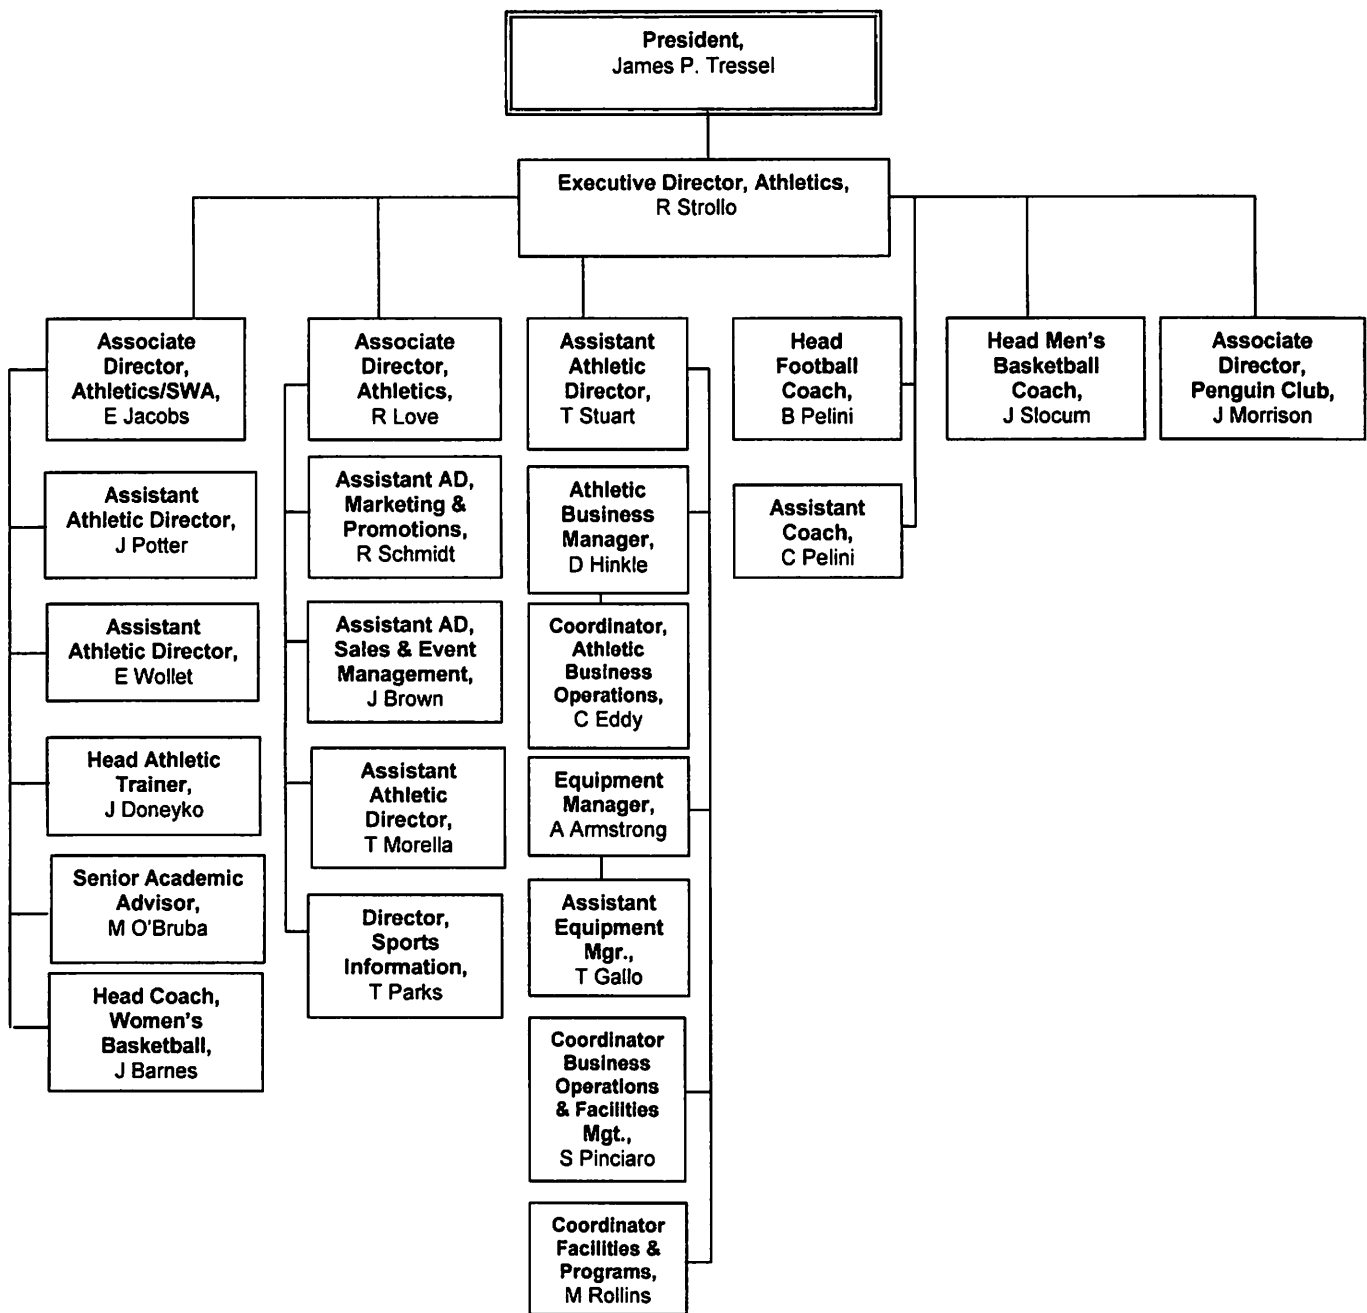 President,
James P. Tressel
Executive Director, Athletics,
R Strollo
Associate
Director,
Athletics/SWA,
E Jacobs
Assistant
Athletic Director,
J Potter
Assistant
Athletic Director,
E Wollet
Head Athletic
Trainer,
J Doneyko
Senior Academic
Advisor,
M O'Bruba
Head Coach,
Women's
Basketball,
J Barnes
Associate
Director,
Athletics,
R Love
Assistant AD,
Marketing &
Promotions,
R Schmidt
Assistant AD,
Sales & Event
Management,
J Brown
Assistant
Athletic
Director,
T Morella
Director,
Sports
Information,
T Parks
Assistant
Athletic
Director,
T Stuart
Athletic
Business
Manager,
D Hinkle
Coordinator,
Athletic
Business
Operations,
C Eddy
Equipment
Manager,
A Armstrong
Assistant
Equipment
Mgr.,
T Gallo
Coordinator
Business
Operations
& Facilities
Mgt.,
S Pinciaro
Coordinator
Facilities &
Programs,
M Rollins
Head
Football
Coach,
B Pelini
Assistant
Coach,
C Pelini
Head Men's
Basketball
Coach,
J Slocum
Associate
Director,
Penguin Club,
J Morrison